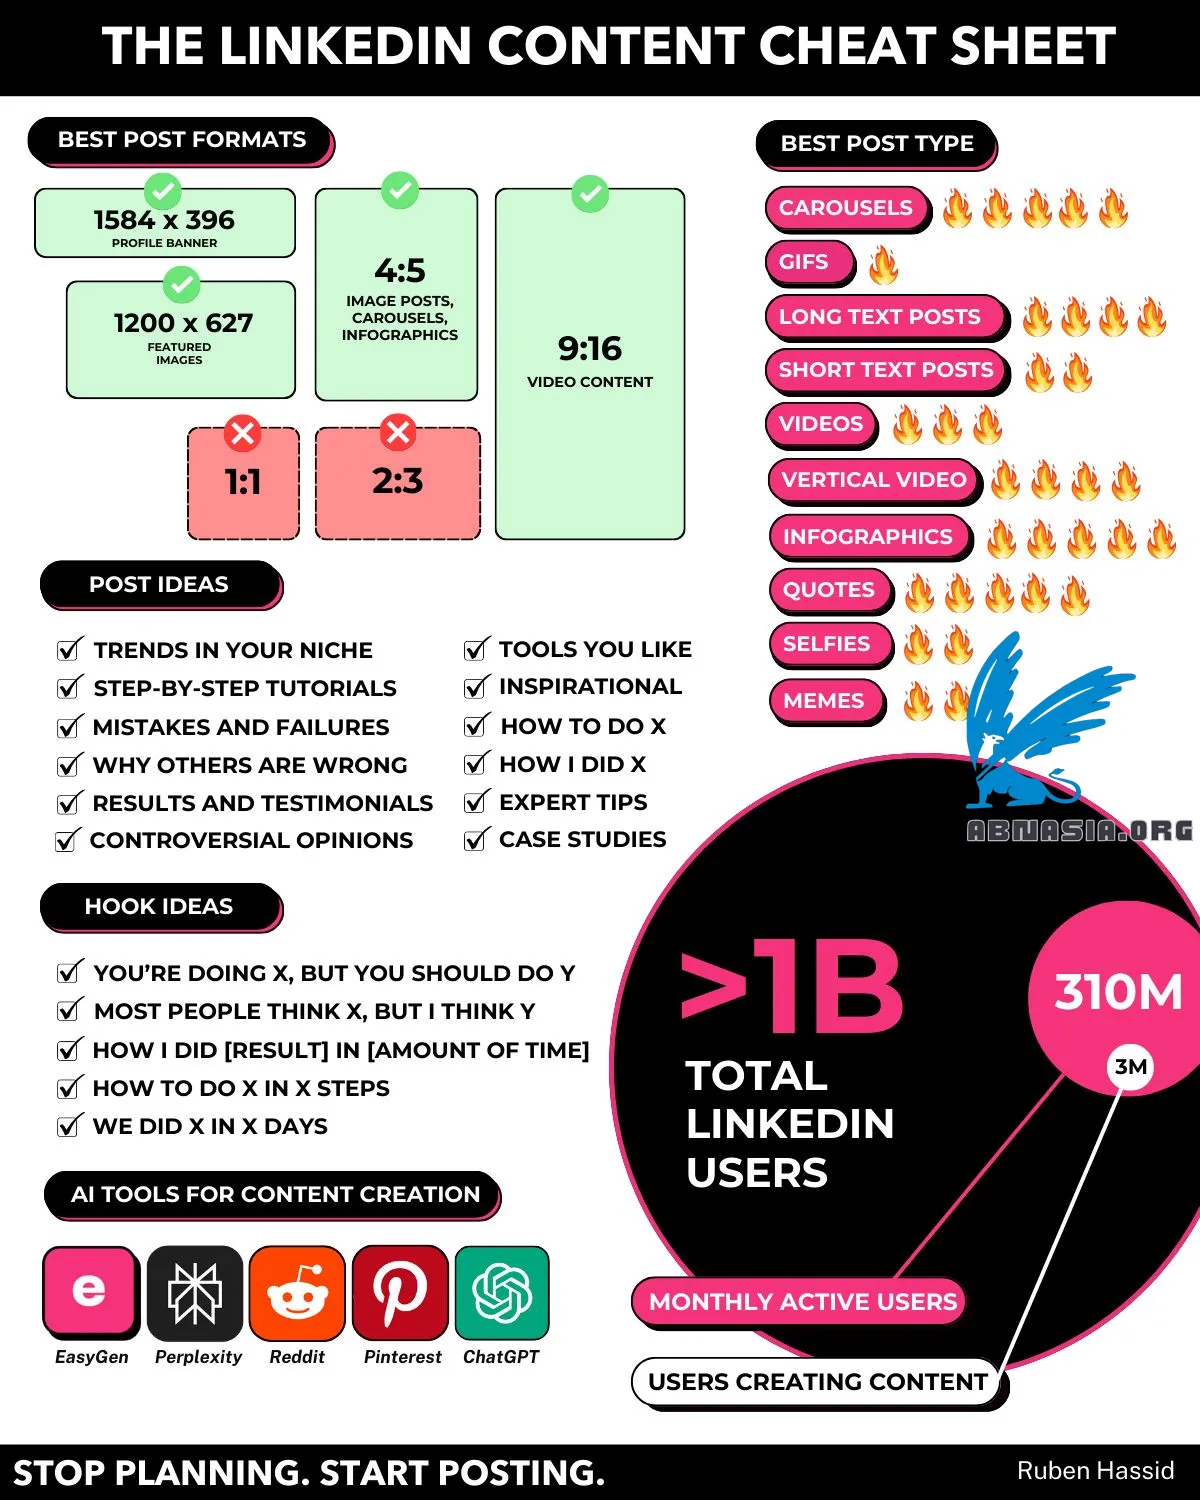 THE LINKEDIN CONTENT CHEAT SHEET
BEST POST FORMATS
1584 x 396
PROFILE BANNER
1200 x 627
FEATURED
IMAGES
4:5
IMAGE POSTS,
CAROUSELS,
INFOGRAPHICS
9:16
VIDEO CONTENT
1:1
2:3
BEST POST TYPE
CAROUSELS
GIFS
LONG TEXT POSTS
SHORT TEXT POSTS
VIDEOS
VERTICAL VIDEO
INFOGRAPHICS
QUOTES
SELFIES
MEMES
ABNASIA.ORG
POST IDEAS
TRENDS IN YOUR NICHE
STEP-BY-STEP TUTORIALS
MISTAKES AND FAILURES
WHY OTHERS ARE WRONG
RESULTS AND TESTIMONIALS
CONTROVERSIAL OPINIONS
TOOLS YOU LIKE
INSPIRATIONAL
HOW TO DO X
HOW I DID X
EXPERT TIPS
CASE STUDIES
HOOK IDEAS
YOU'RE DOING X, BUT YOU SHOULD DO Y
MOST PEOPLE THINK X, BUT I THINK Y
HOW I DID [RESULT] IN [AMOUNT OF TIME]
HOW TO DO X IN X STEPS
WE DID X IN X DAYS
>1B
TOTAL
LINKEDIN
USERS
310M
3M
MONTHLY ACTIVE USERS
USERS CREATING CONTENT
AI TOOLS FOR CONTENT CREATION
e
EasyGen
Perplexity
Reddit
Pinterest
ChatGPT
STOP PLANNING. START POSTING.
Ruben Hassid